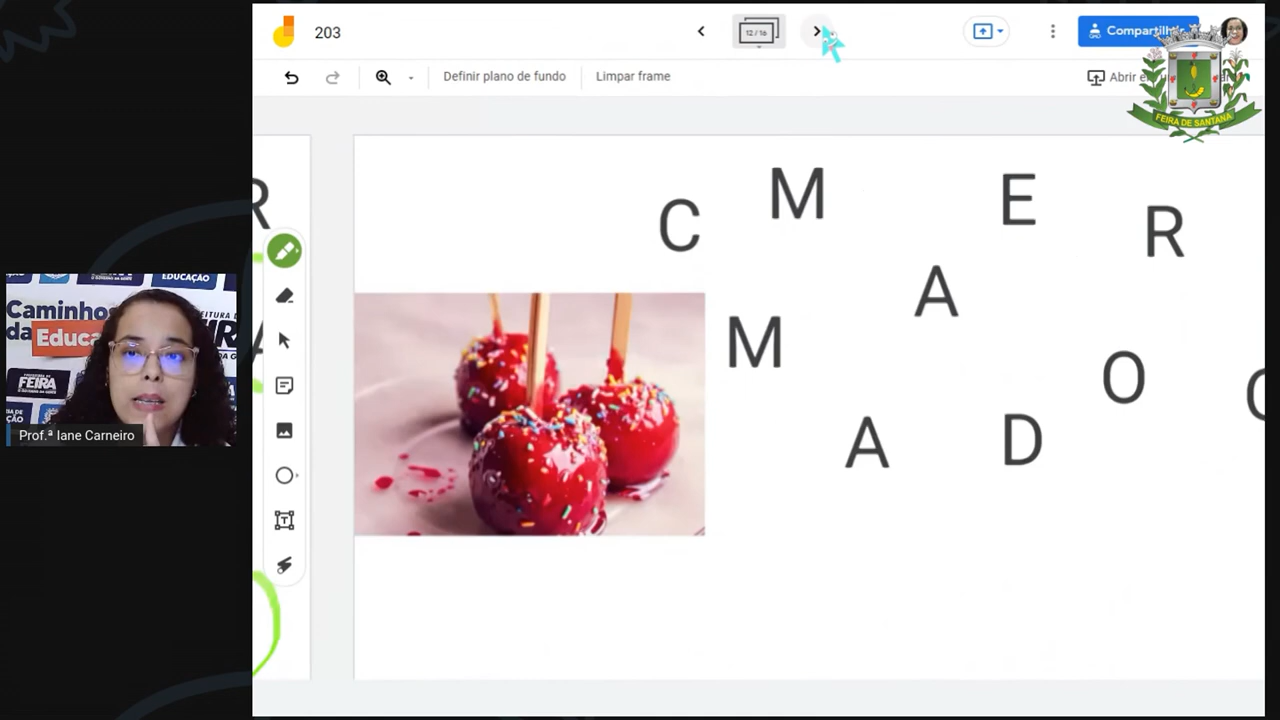 203
12 / 16
Compartilhar
Definir plano de fundo
Limpar frame
Abrir
FEIRA DE SANTANA
R
C M E R
A
M
O
A D
EDUCAÇÃO
Caminhos
da Educa
FEIRA
Prof.ª Iane Carneiro